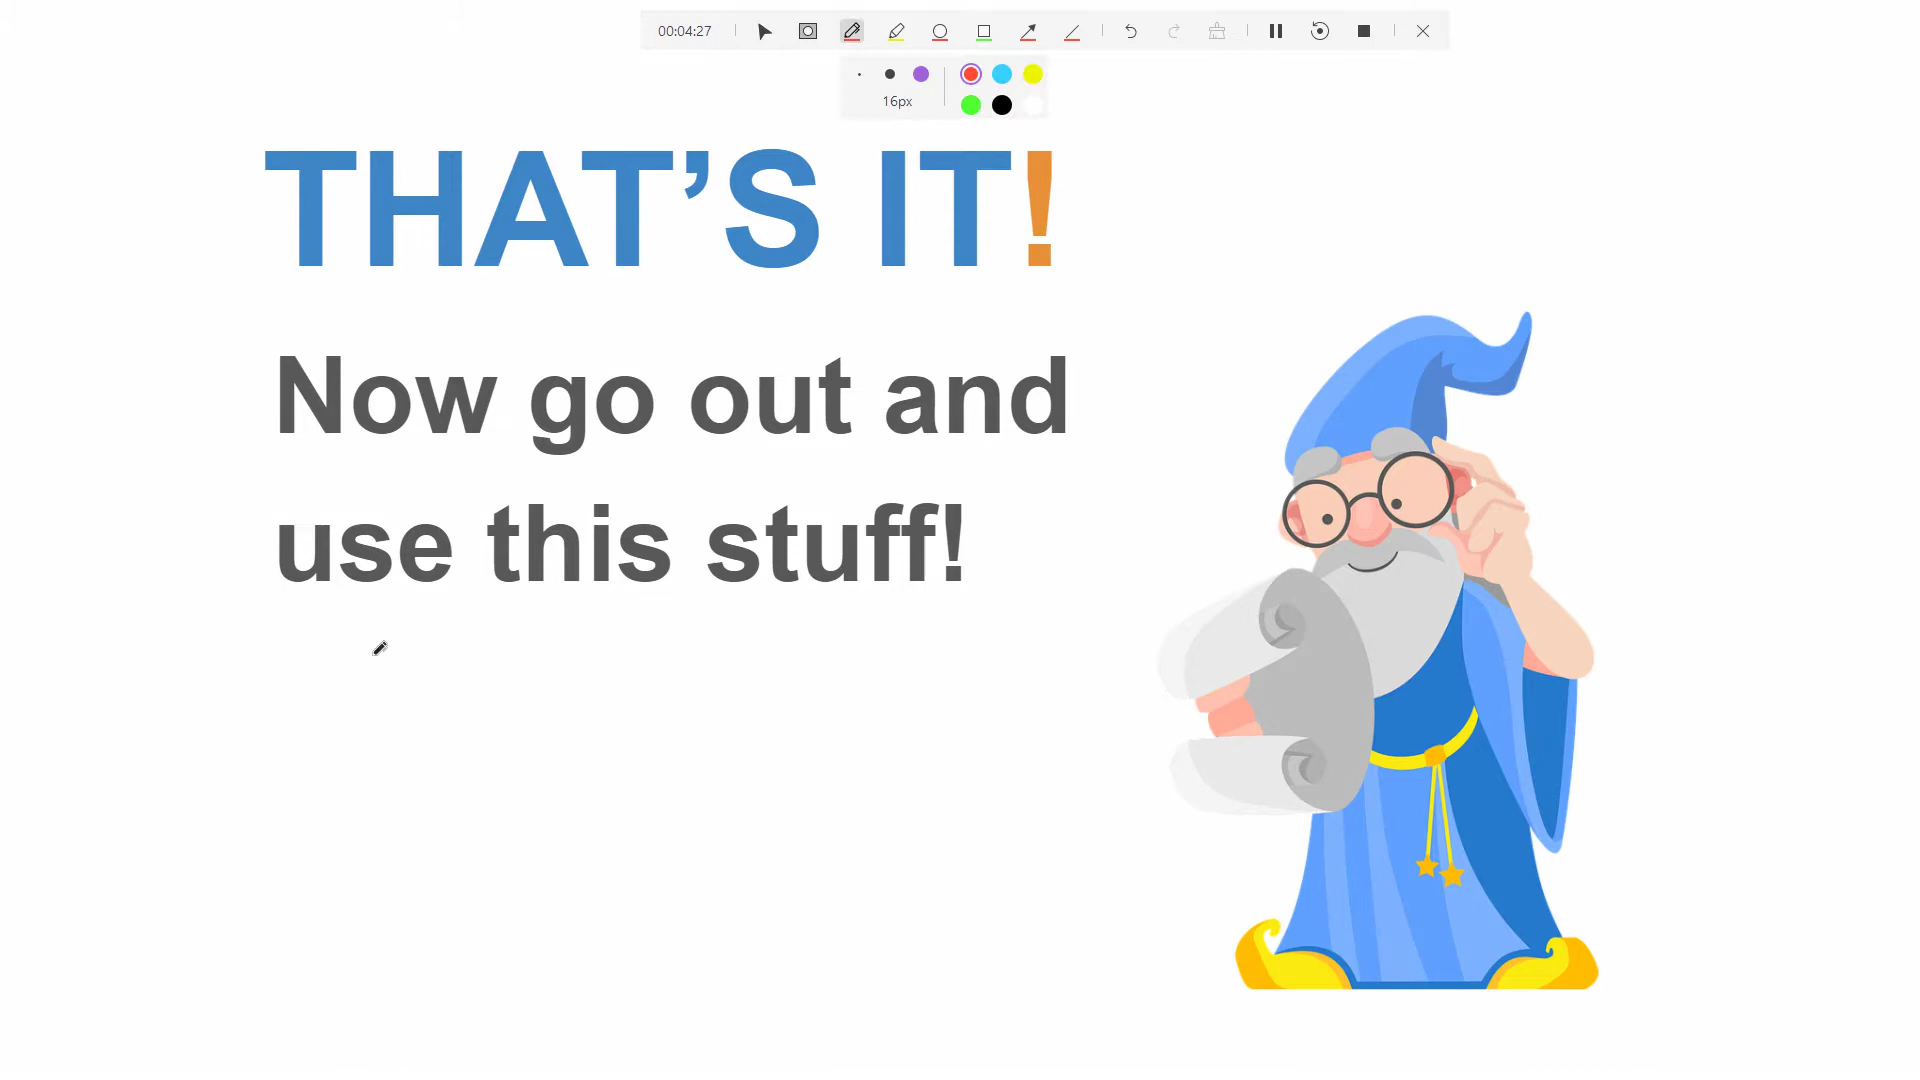 00:04:27
16px
THAT’S IT!
Now go out and
use this stuff!